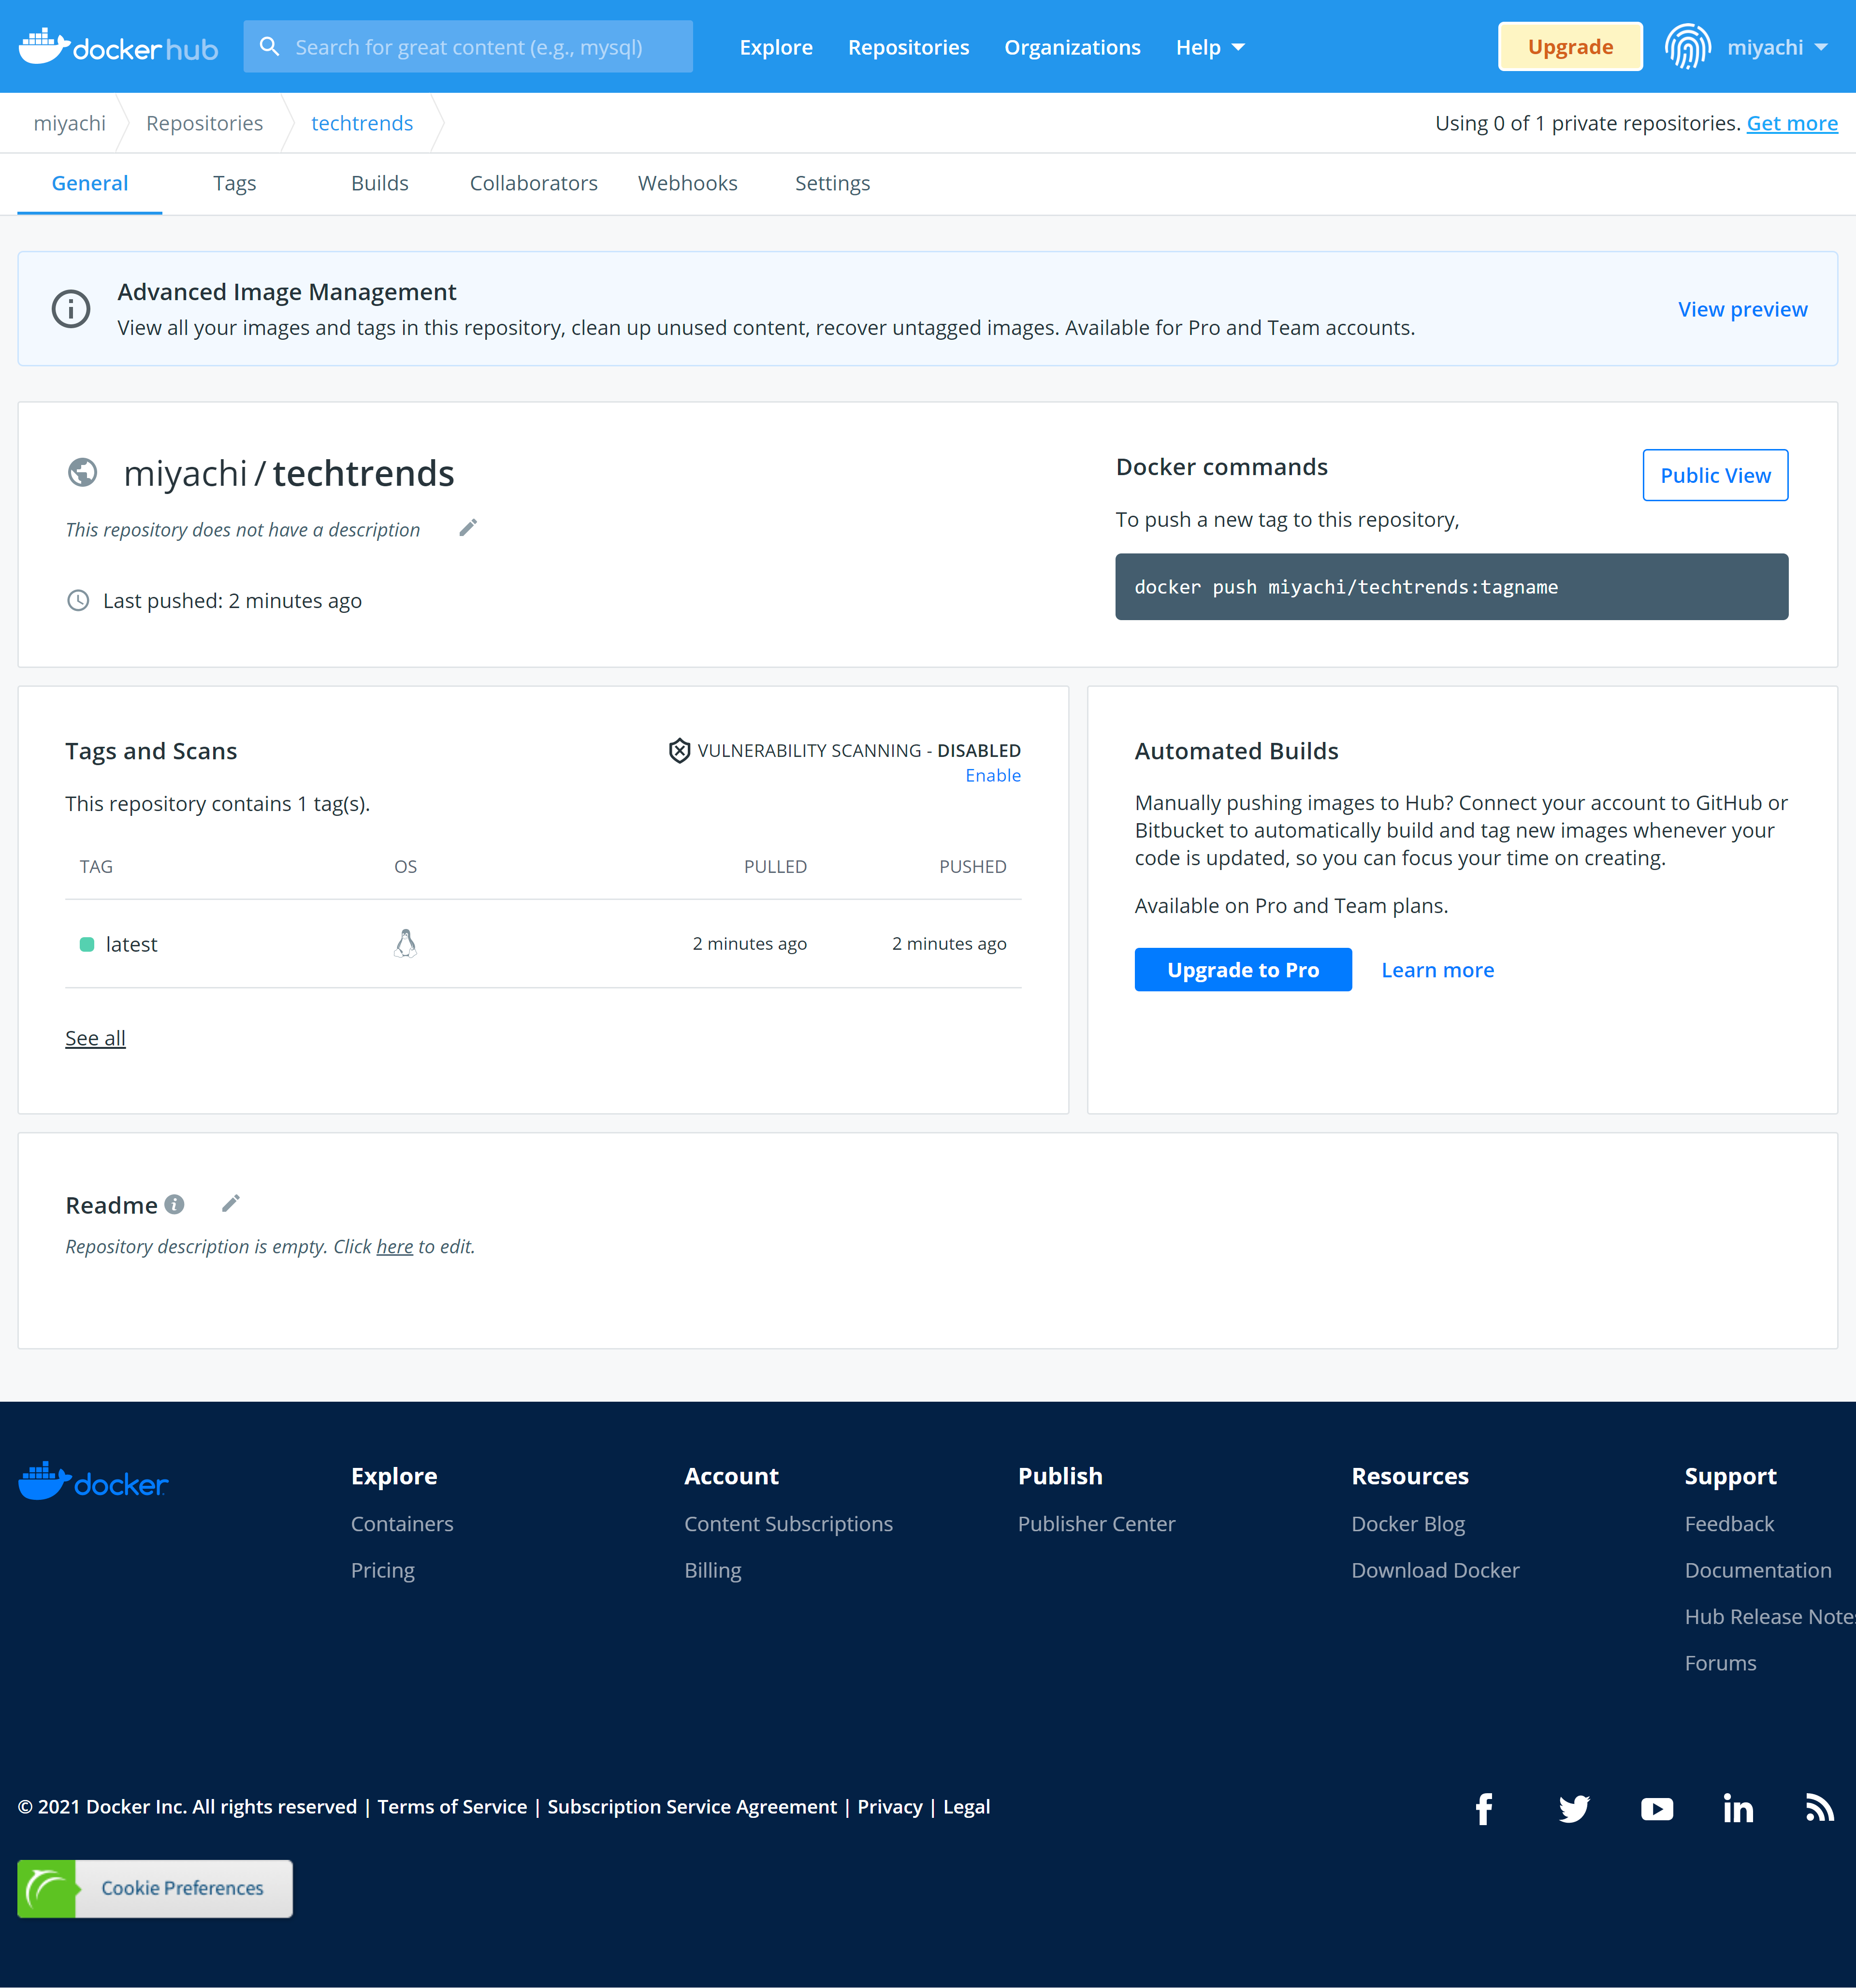 docker hub
Search for great content (e.g., mysql)
Explore
Repositories
Organizations
Help
Upgrade
miyachi
miyachi
Repositories
techtrends
Using 0 of 1 private repositories. Get more
General
Tags
Builds
Collaborators
Webhooks
Settings
Advanced Image Management
View all your images and tags in this repository, clean up unused content, recover untagged images. Available for Pro and Team accounts.
View preview
miyachi / techtrends
This repository does not have a description
Last pushed: 2 minutes ago
Docker commands
Public View
To push a new tag to this repository,
docker push miyachi/techtrends:tagname
Tags and Scans
VULNERABILITY SCANNING - DISABLED
Enable
This repository contains 1 tag(s).
TAG OS PULLED PUSHED
latest 2 minutes ago 2 minutes ago
See all
Automated Builds
Manually pushing images to Hub? Connect your account to GitHub or
Bitbucket to automatically build and tag new images whenever your
code is updated, so you can focus your time on creating.
Available on Pro and Team plans.
Upgrade to Pro
Learn more
Readme
Repository description is empty. Click here to edit.
docker
Explore
Containers
Pricing
Account
Content Subscriptions
Billing
Publish
Publisher Center
Resources
Docker Blog
Download Docker
Support
Feedback
Documentation
Hub Release Notes
Forums
© 2021 Docker Inc. All rights reserved | Terms of Service | Subscription Service Agreement | Privacy | Legal
Cookie Preferences